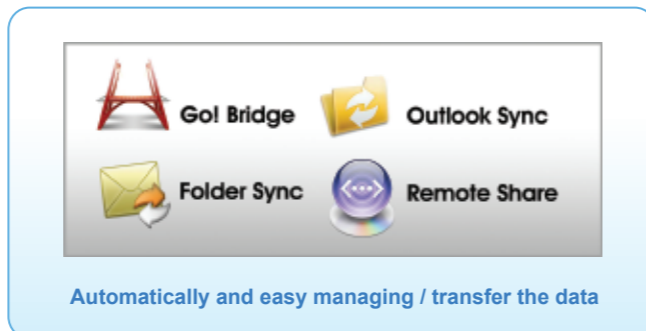 Go! Bridge Outlook Sync
Folder Sync Remote Share
Automatically and easy managing / transfer the data